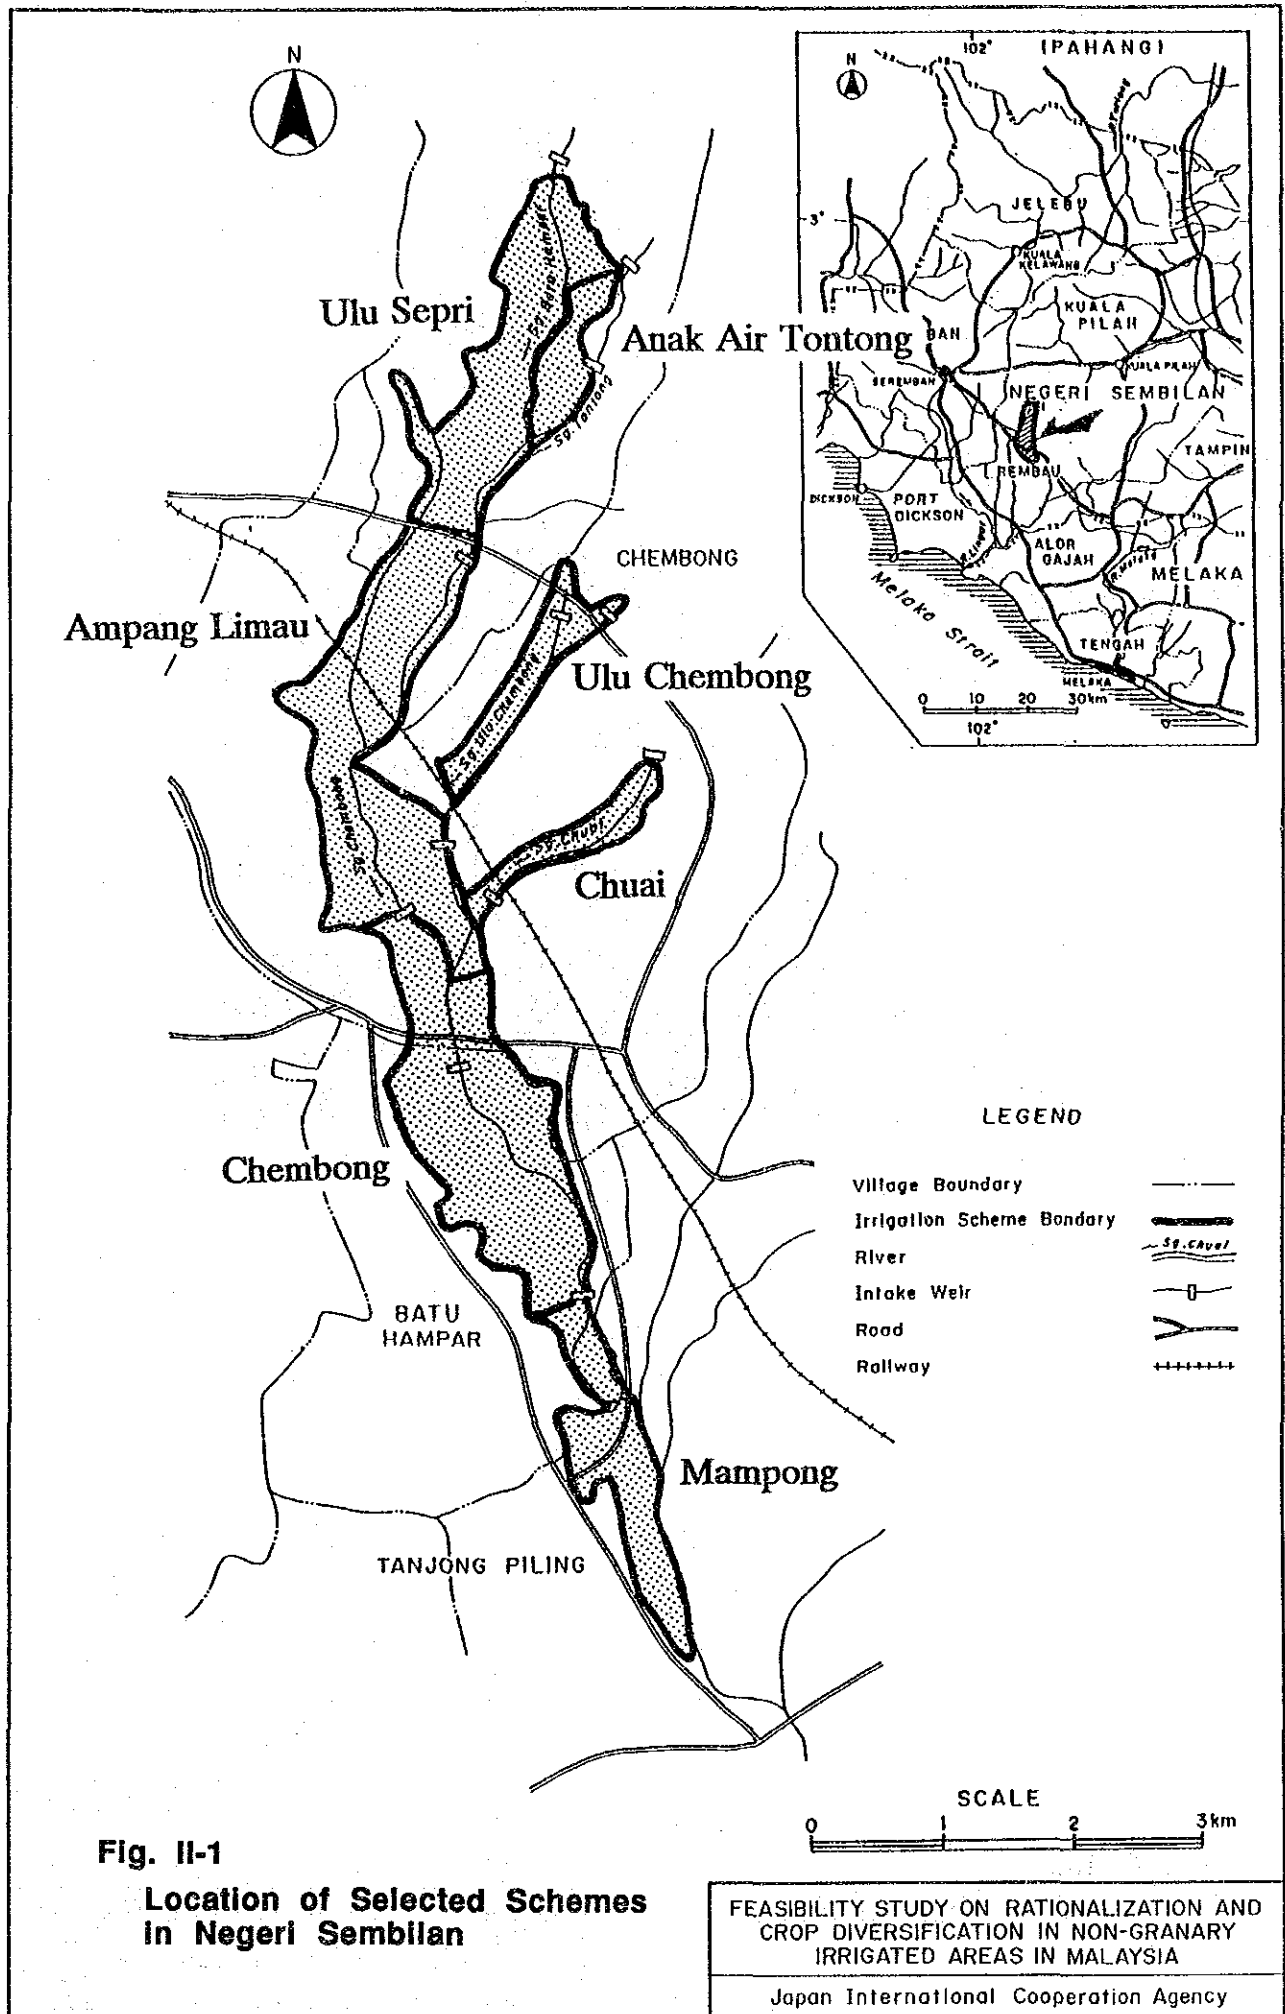 N
Ulu Sepri
Anak Air Tontong
Sg. Tanjong
CHEMBONG
Ampang Limau
Ulu Chembong
Sg. Ulu Chembong
Sg. Chembong
Chuai
Chembong
BATU
HAMPAR
Mampong
TANJONG PILING
102°
(PAHANG)
N
3°
JELEBU
KUALA
KELAWANG
KUALA
PILAH
BAN
KUALA PILAH
SEREMBAN
NEGERI SEMBILAN
TAMPIN
REMBAU
DICKSON
PORT
DICKSON
R. Linggi
ALOR
GAJAH
R. Melaka
MELAKA
Melaka Strait
TENGAH
MELAKA
0 10 20 30km
102°
LEGEND
Village Boundary
Irrigation Scheme Bondary
River
Sg. Chuai
Intake Weir
Road
Railway
SCALE
0 1 2 3km
Fig. II-1
Location of Selected Schemes
in Negeri Sembilan
FEASIBILITY STUDY ON RATIONALIZATION AND
CROP DIVERSIFICATION IN NON-GRANARY
IRRIGATED AREAS IN MALAYSIA
Japan International Cooperation Agency